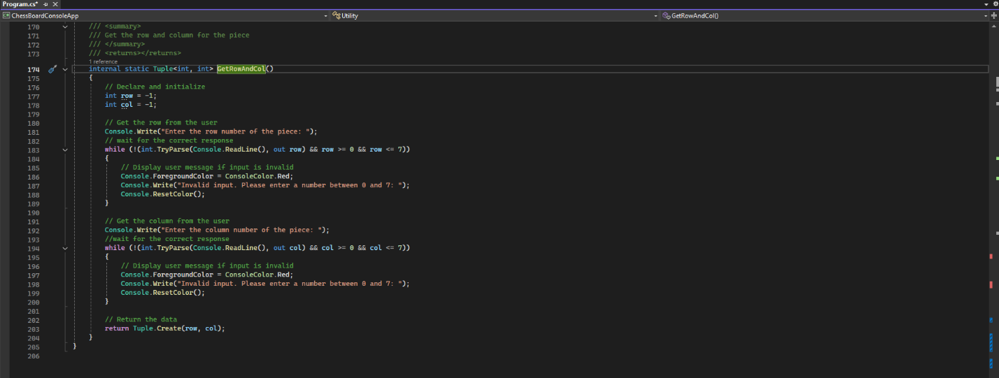 Program.cs*
ChessBoardConsoleApp Utility GetRowAndCol()
170 /// <summary>
171 /// Get the row and column for the piece
172 /// </summary>
173 /// <returns></returns>
1 reference
174 internal static Tuple<int, int> GetRowAndCol()
175 {
176 // Declare and initialize
177 int row = -1;
178 int col = -1;
179
180 // Get the row from the user
181 Console.Write("Enter the row number of the piece: ");
182 // wait for the correct response
183 while (!(int.TryParse(Console.ReadLine(), out row) && row >= 0 && row <= 7))
184 {
185 // Display user message if input is invalid
186 Console.ForegroundColor = ConsoleColor.Red;
187 Console.Write("Invalid input. Please enter a number between 0 and 7: ");
188 Console.ResetColor();
189 }
190
191 // Get the column from the user
192 Console.Write("Enter the column number of the piece: ");
193 //wait for the correct response
194 while (!(int.TryParse(Console.ReadLine(), out col) && col >= 0 && col <= 7))
195 {
196 // Display user message if input is invalid
197 Console.ForegroundColor = ConsoleColor.Red;
198 Console.Write("Invalid input. Please enter a number between 0 and 7: ");
199 Console.ResetColor();
200 }
201
202 // Return the data
203 return Tuple.Create(row, col);
204 }
205 }
206